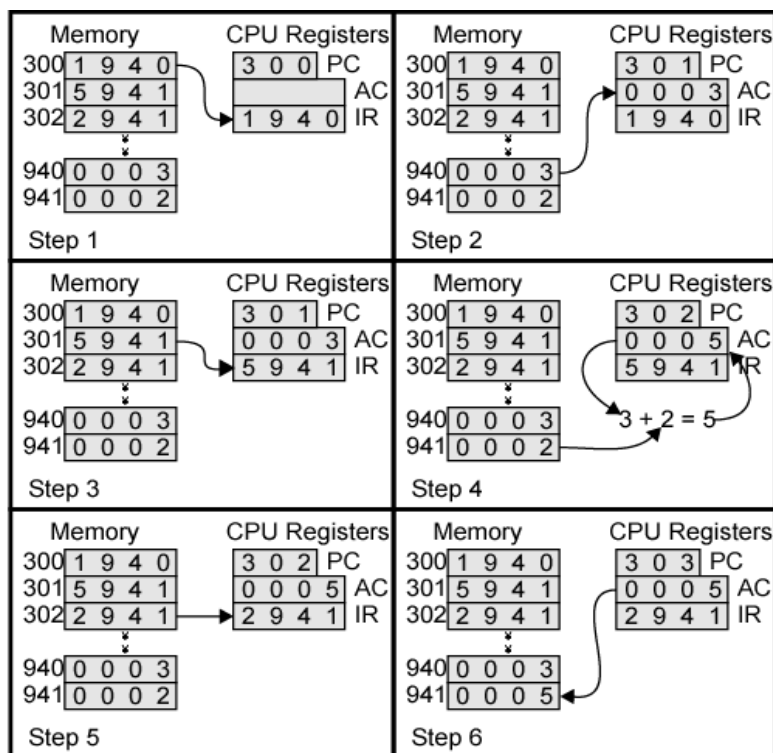 Memory CPU Registers
300 1 9 4 0 3 0 0 PC
301 5 9 4 1 AC
302 2 9 4 1 1 9 4 0 IR
940 0 0 0 3
941 0 0 0 2
Step 1
Memory CPU Registers
300 1 9 4 0 3 0 1 PC
301 5 9 4 1 0 0 0 3 AC
302 2 9 4 1 1 9 4 0 IR
940 0 0 0 3
941 0 0 0 2
Step 2
Memory CPU Registers
300 1 9 4 0 3 0 1 PC
301 5 9 4 1 0 0 0 3 AC
302 2 9 4 1 5 9 4 1 IR
940 0 0 0 3
941 0 0 0 2
Step 3
Memory CPU Registers
300 1 9 4 0 3 0 2 PC
301 5 9 4 1 0 0 0 5 AC
302 2 9 4 1 5 9 4 1 IR
940 0 0 0 3 3 + 2 = 5
941 0 0 0 2
Step 4
Memory CPU Registers
300 1 9 4 0 3 0 2 PC
301 5 9 4 1 0 0 0 5 AC
302 2 9 4 1 2 9 4 1 IR
940 0 0 0 3
941 0 0 0 2
Step 5
Memory CPU Registers
300 1 9 4 0 3 0 3 PC
301 5 9 4 1 0 0 0 5 AC
302 2 9 4 1 2 9 4 1 IR
940 0 0 0 3
941 0 0 0 5
Step 6